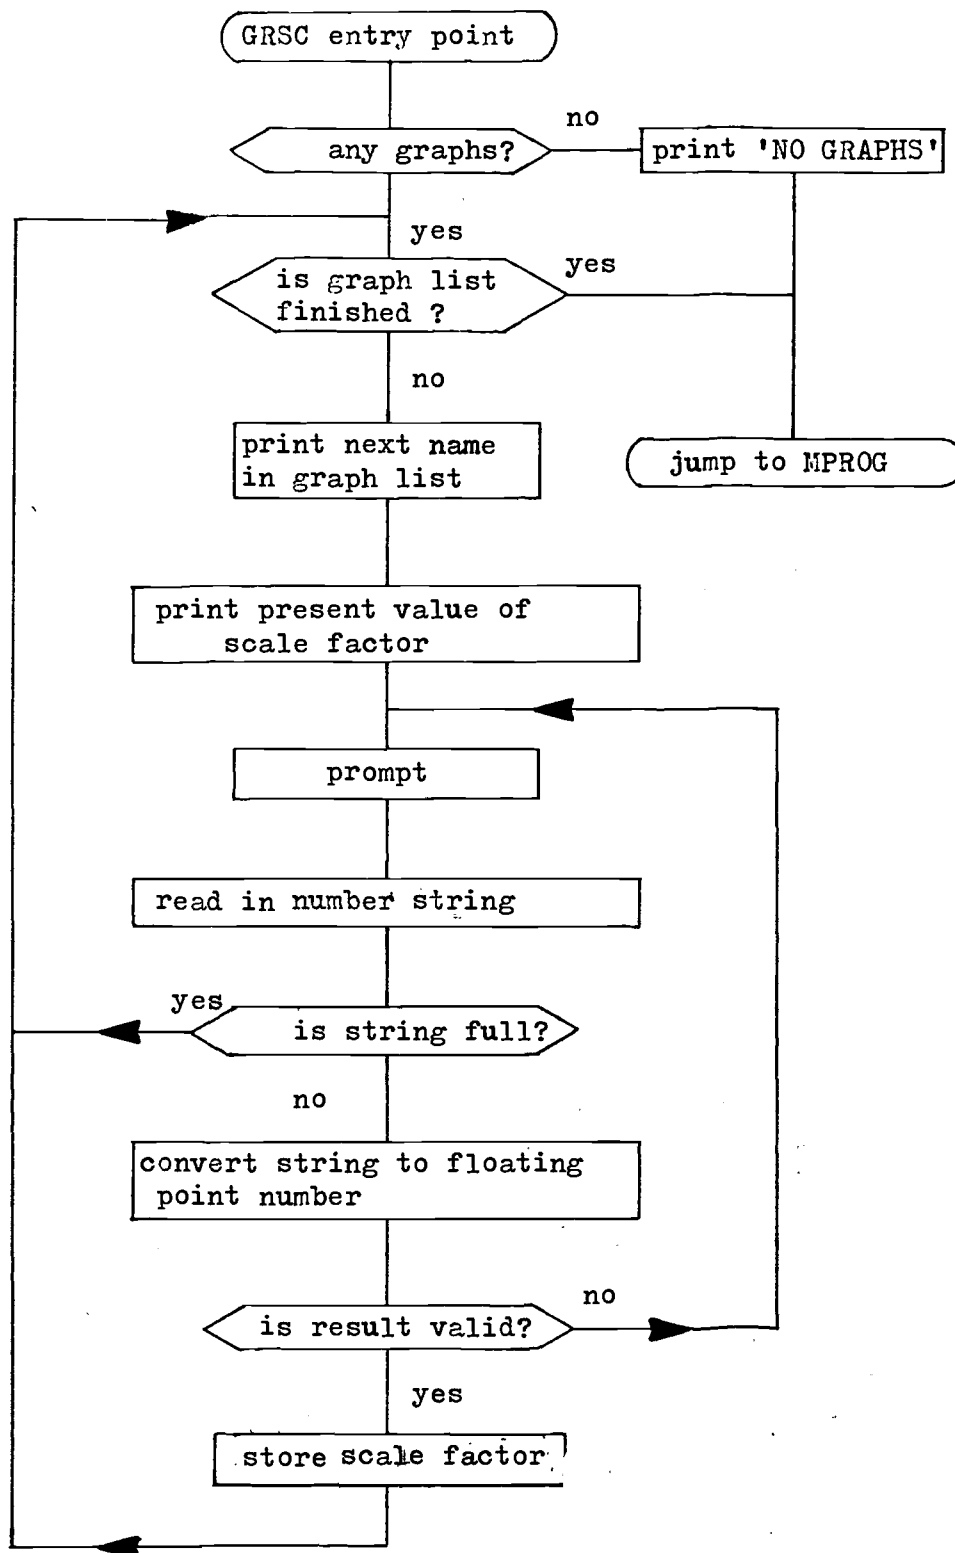 GRSC entry point
no
any graphs?
print 'NO GRAPHS'
yes
is graph list
finished ?
yes
no
print next name
in graph list
jump to MPROG
print present value of
scale factor
prompt
read in number string
yes
is string full?
no
convert string to floating
point number
is result valid?
no
yes
store scale factor